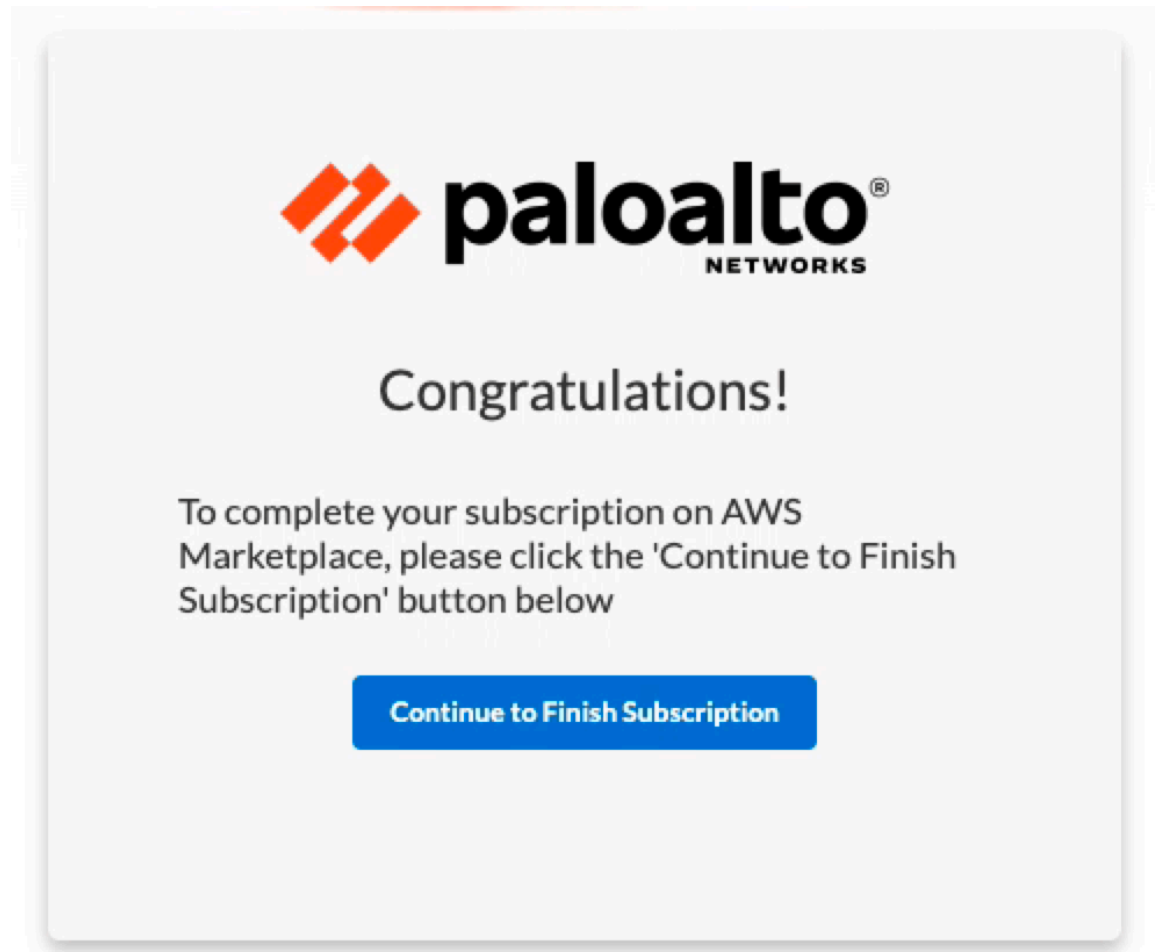 paloalto®
NETWORKS
Congratulations!
To complete your subscription on AWS
Marketplace, please click the 'Continue to Finish
Subscription' button below
Continue to Finish Subscription